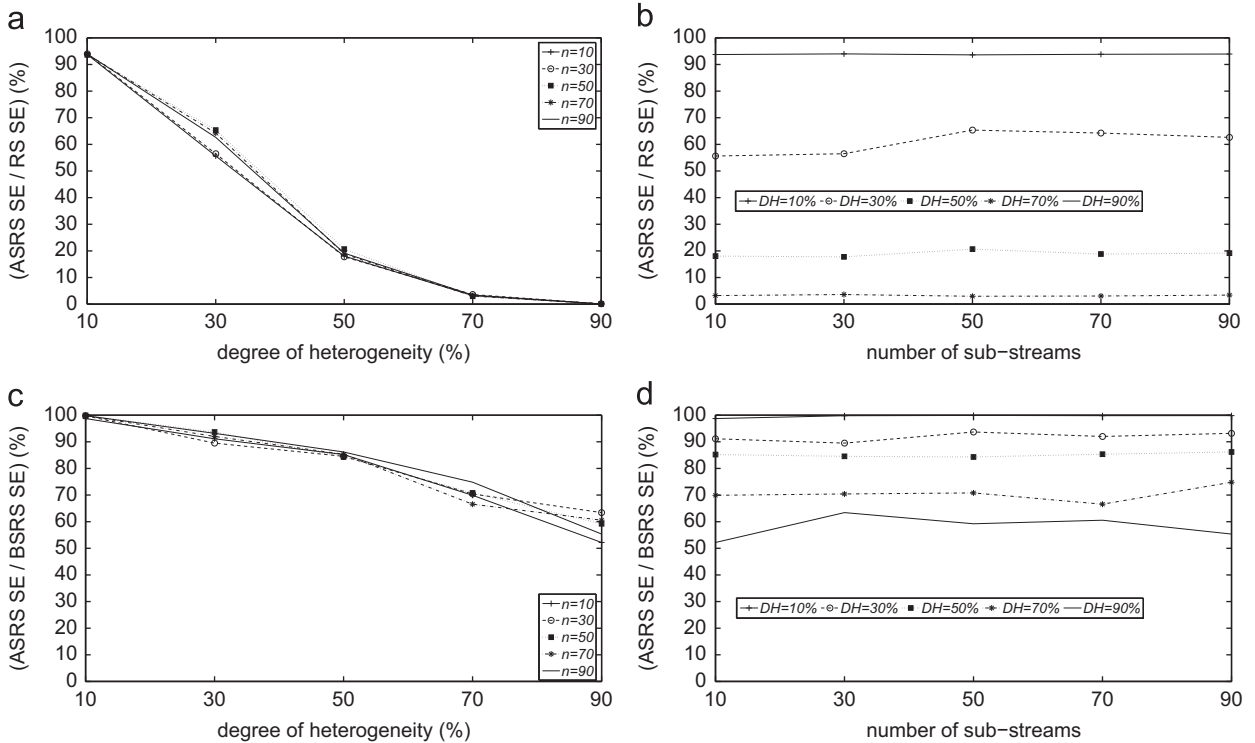 a
(ASRS SE / RS SE) (%)
100
90
80
70
60
50
40
30
20
10
0
10 30 50 70 90
degree of heterogeneity (%)
n=10
n=30
n=50
n=70
n=90
b
(ASRS SE / RS SE) (%)
100
90
80
70
60
50
40
30
20
10
0
10 30 50 70 90
number of sub−streams
DH=10% DH=30% DH=50% DH=70% DH=90%
c
(ASRS SE / BSRS SE) (%)
100
90
80
70
60
50
40
30
20
10
0
10 30 50 70 90
degree of heterogeneity (%)
n=10
n=30
n=50
n=70
n=90
d
(ASRS SE / BSRS SE) (%)
100
90
80
70
60
50
40
30
20
10
0
10 30 50 70 90
number of sub−streams
DH=10% DH=30% DH=50% DH=70% DH=90%